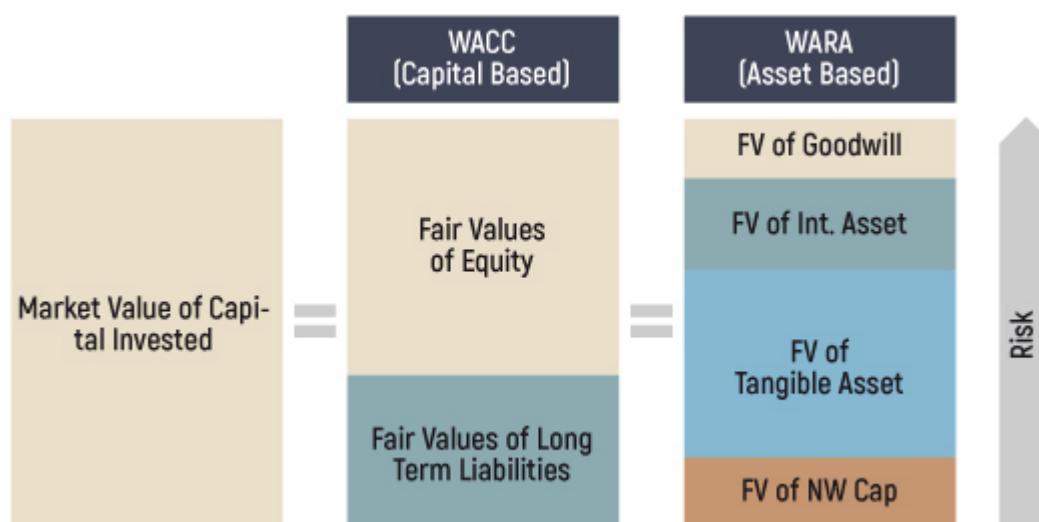 WACC
(Capital Based)
WARA
(Asset Based)
Market Value of Capi-
tal Invested
Fair Values
of Equity
Fair Values of Long
Term Liabilities
FV of Goodwill
FV of Int. Asset
FV of
Tangible Asset
FV of NW Cap
Risk